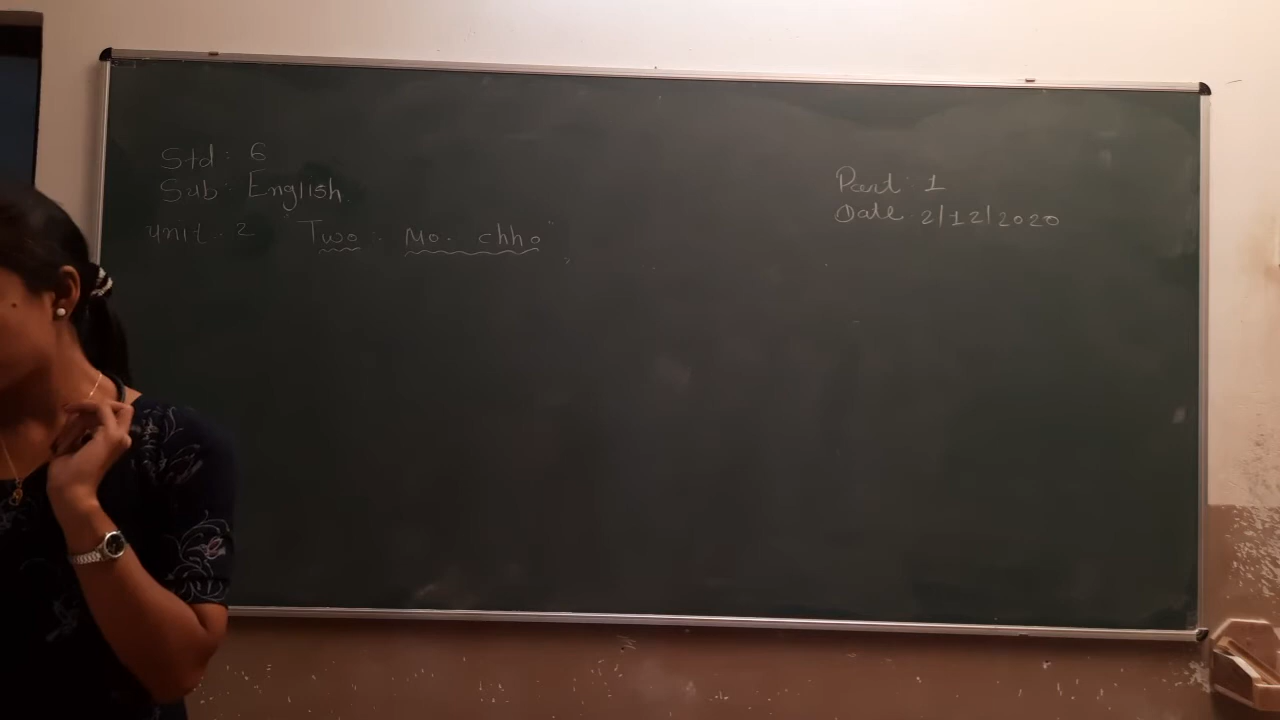 Std : 6
Sub : English
unit : 2 "Two : Mo. chho"
Part : 1
Date 2/12/2020